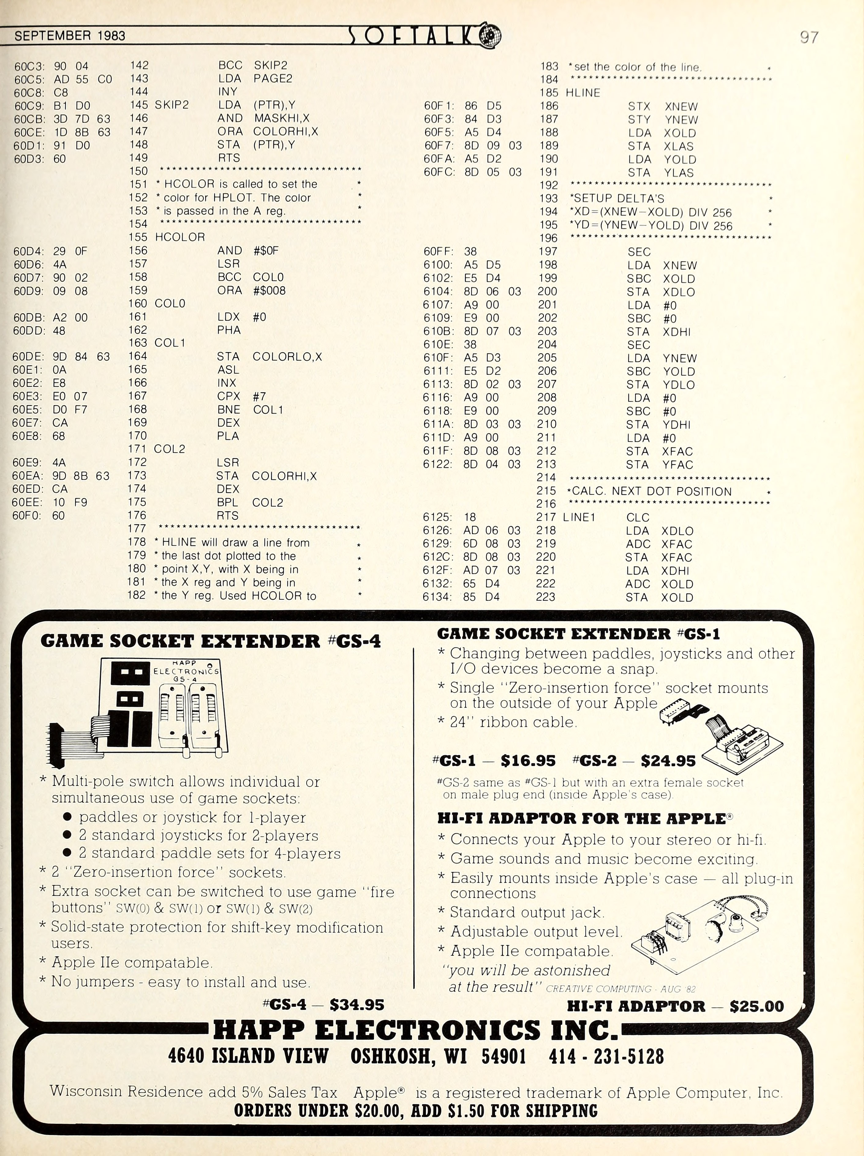 SEPTEMBER 1983
SOFTALK
97
60C3: 90 04 142 BCC SKIP2
60C5: AD 55 C0 143 LDA PAGE2
60C8: C8 144 INY
60C9: B1 D0 145 SKIP2 LDA (PTR),Y
60CB: 3D 7D 63 146 AND MASKHI,X
60CE: 1D 8B 63 147 ORA COLORHI,X
60D1: 91 D0 148 STA (PTR),Y
60D3: 60 149 RTS
150 ********************************
151 * HCOLOR is called to set the *
152 * color for HPLOT. The color *
153 * is passed in the A reg. *
154 ********************************
155 HCOLOR
60D4: 29 0F 156 AND #$0F
60D6: 4A 157 LSR
60D7: 90 02 158 BCC COL0
60D9: 09 08 159 ORA #$008
160 COL0
60DB: A2 00 161 LDX #0
60DD: 48 162 PHA
163 COL1
60DE: 9D 84 63 164 STA COLORLO,X
60E1: 0A 165 ASL
60E2: E8 166 INX
60E3: E0 07 167 CPX #7
60E5: D0 F7 168 BNE COL1
60E7: CA 169 DEX
60E8: 68 170 PLA
171 COL2
60E9: 4A 172 LSR
60EA: 9D 8B 63 173 STA COLORHI,X
60ED: CA 174 DEX
60EE: 10 F9 175 BPL COL2
60F0: 60 176 RTS
177 ********************************
178 * HLINE will draw a line from *
179 * the last dot plotted to the *
180 * point X,Y, with X being in *
181 * the X reg and Y being in *
182 * the Y reg. Used HCOLOR to *
183 *set the color of the line. *
184 ********************************
185 HLINE
60F1: 86 D5 186 STX XNEW
60F3: 84 D3 187 STY YNEW
60F5: A5 D4 188 LDA XOLD
60F7: 8D 09 03 189 STA XLAS
60FA: A5 D2 190 LDA YOLD
60FC: 8D 05 03 191 STA YLAS
192 ********************************
193 *SETUP DELTA'S *
194 *XD=(XNEW-XOLD) DIV 256 *
195 *YD=(YNEW-YOLD) DIV 256 *
196 ********************************
60FF: 38 197 SEC
6100: A5 D5 198 LDA XNEW
6102: E5 D4 199 SBC XOLD
6104: 8D 06 03 200 STA XDLO
6107: A9 00 201 LDA #0
6109: E9 00 202 SBC #0
610B: 8D 07 03 203 STA XDHI
610E: 38 204 SEC
610F: A5 D3 205 LDA YNEW
6111: E5 D2 206 SBC YOLD
6113: 8D 02 03 207 STA YDLO
6116: A9 00 208 LDA #0
6118: E9 00 209 SBC #0
611A: 8D 03 03 210 STA YDHI
611D: A9 00 211 LDA #0
611F: 8D 08 03 212 STA XFAC
6122: 8D 04 03 213 STA YFAC
214 ********************************
215 *CALC. NEXT DOT POSITION *
216 ********************************
6125: 18 217 LINE1 CLC
6126: AD 06 03 218 LDA XDLO
6129: 6D 08 03 219 ADC XFAC
612C: 8D 08 03 220 STA XFAC
612F: AD 07 03 221 LDA XDHI
6132: 65 D4 222 ADC XOLD
6134: 85 D4 223 STA XOLD
GAME SOCKET EXTENDER #GS-4
HAPP
ELECTRONICS
GS-4
* Multi-pole switch allows individual or
simultaneous use of game sockets:
● paddles or joystick for 1-player
● 2 standard joysticks for 2-players
● 2 standard paddle sets for 4-players
* 2 "Zero-insertion force" sockets.
* Extra socket can be switched to use game "fire
buttons" SW(0) & SW(1) or SW(1) & SW(2)
* Solid-state protection for shift-key modification
users.
* Apple IIe compatable.
* No jumpers - easy to install and use.
#GS-4 — $34.95
GAME SOCKET EXTENDER #GS-1
* Changing between paddles, joysticks and other
I/O devices become a snap.
* Single "Zero-insertion force" socket mounts
on the outside of your Apple
* 24" ribbon cable.
#GS-1 — $16.95 #GS-2 — $24.95
#GS-2 same as #GS-1 but with an extra female socket
on male plug end (inside Apple's case).
HI-FI ADAPTOR FOR THE APPLE®
* Connects your Apple to your stereo or hi-fi.
* Game sounds and music become exciting.
* Easily mounts inside Apple's case — all plug-in
connections
* Standard output jack.
* Adjustable output level.
* Apple IIe compatable.
"you will be astonished
at the result" CREATIVE COMPUTING - AUG '82
HI-FI ADAPTOR — $25.00
HAPP ELECTRONICS INC.
4640 ISLAND VIEW OSHKOSH, WI 54901 414 - 231-5128
Wisconsin Residence add 5% Sales Tax Apple® is a registered trademark of Apple Computer, Inc.
ORDERS UNDER $20.00, ADD $1.50 FOR SHIPPING